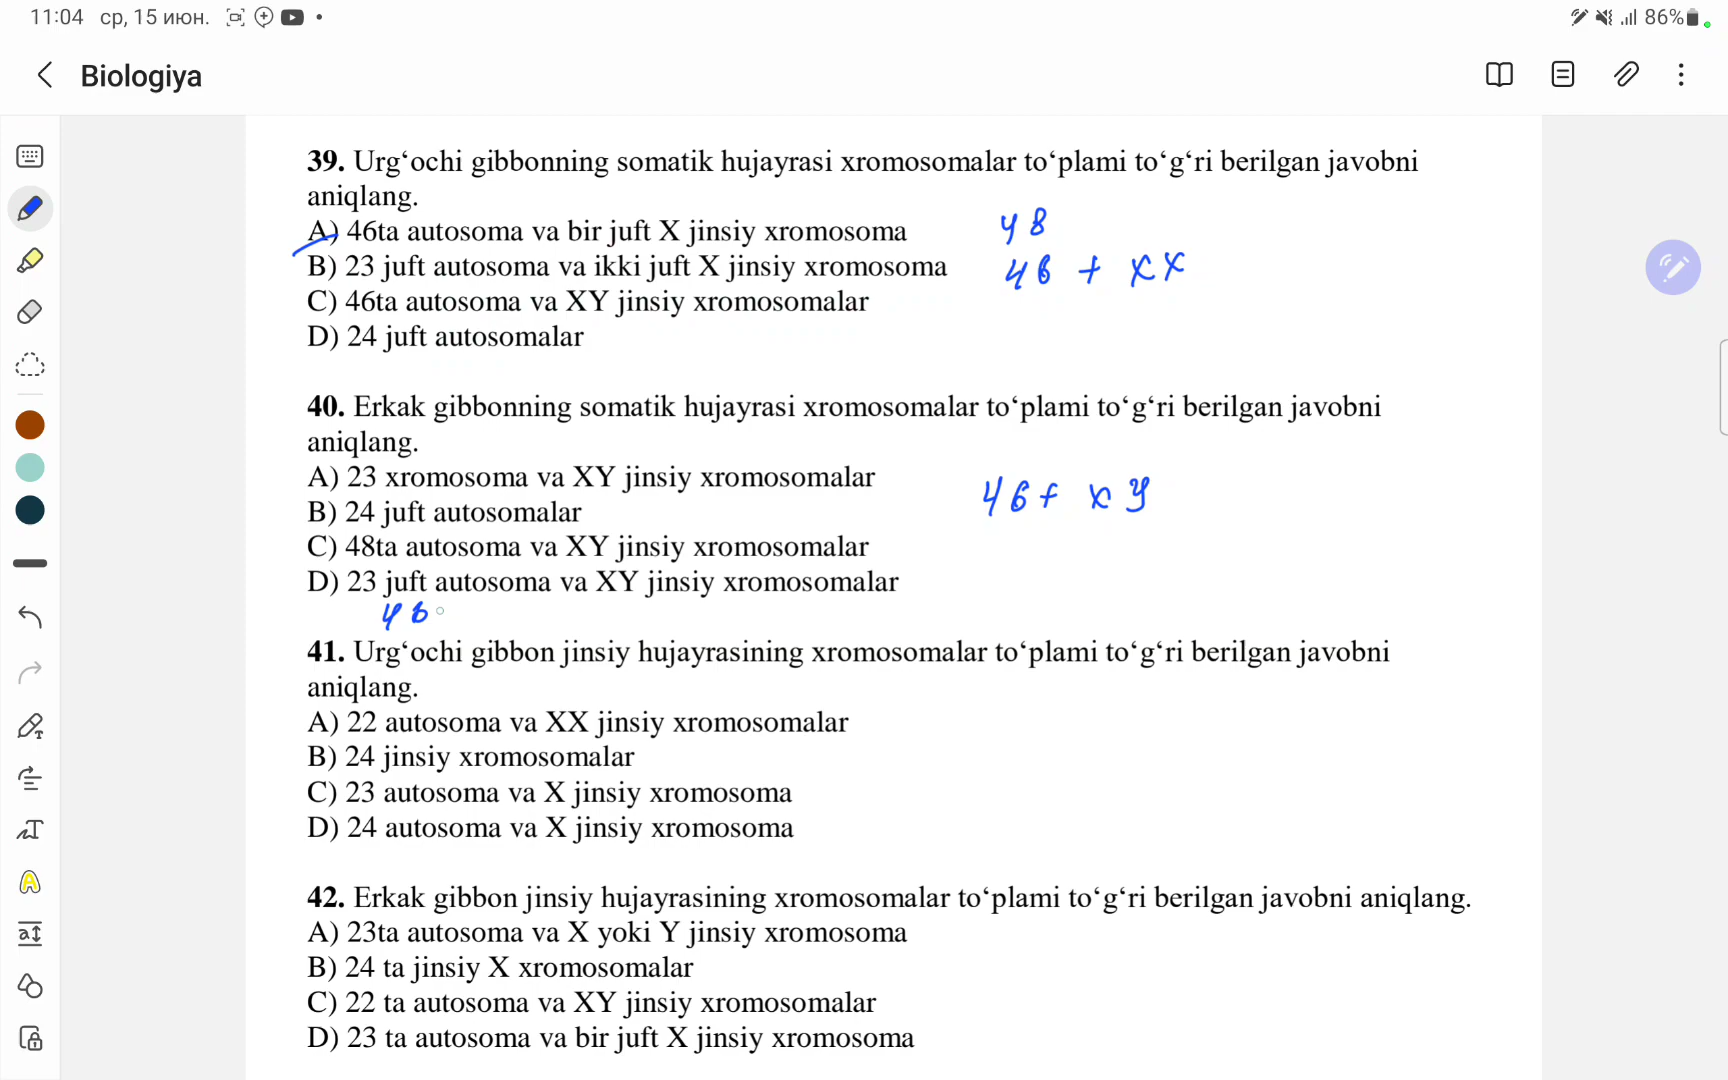 11:04 ср, 15 июн.
86%
Biologiya
39. Urg‘ochi gibbonning somatik hujayrasi xromosomalar to‘plami to‘g‘ri berilgan javobni
aniqlang.
A) 46ta autosoma va bir juft X jinsiy xromosoma
48
B) 23 juft autosoma va ikki juft X jinsiy xromosoma
46 + XX
C) 46ta autosoma va XY jinsiy xromosomalar
D) 24 juft autosomalar
40. Erkak gibbonning somatik hujayrasi xromosomalar to‘plami to‘g‘ri berilgan javobni
aniqlang.
A) 23 xromosoma va XY jinsiy xromosomalar
46+ xy
B) 24 juft autosomalar
C) 48ta autosoma va XY jinsiy xromosomalar
D) 23 juft autosoma va XY jinsiy xromosomalar
46
41. Urg‘ochi gibbon jinsiy hujayrasining xromosomalar to‘plami to‘g‘ri berilgan javobni
aniqlang.
A) 22 autosoma va XX jinsiy xromosomalar
B) 24 jinsiy xromosomalar
C) 23 autosoma va X jinsiy xromosoma
D) 24 autosoma va X jinsiy xromosoma
42. Erkak gibbon jinsiy hujayrasining xromosomalar to‘plami to‘g‘ri berilgan javobni aniqlang.
A) 23ta autosoma va X yoki Y jinsiy xromosoma
B) 24 ta jinsiy X xromosomalar
C) 22 ta autosoma va XY jinsiy xromosomalar
D) 23 ta autosoma va bir juft X jinsiy xromosoma